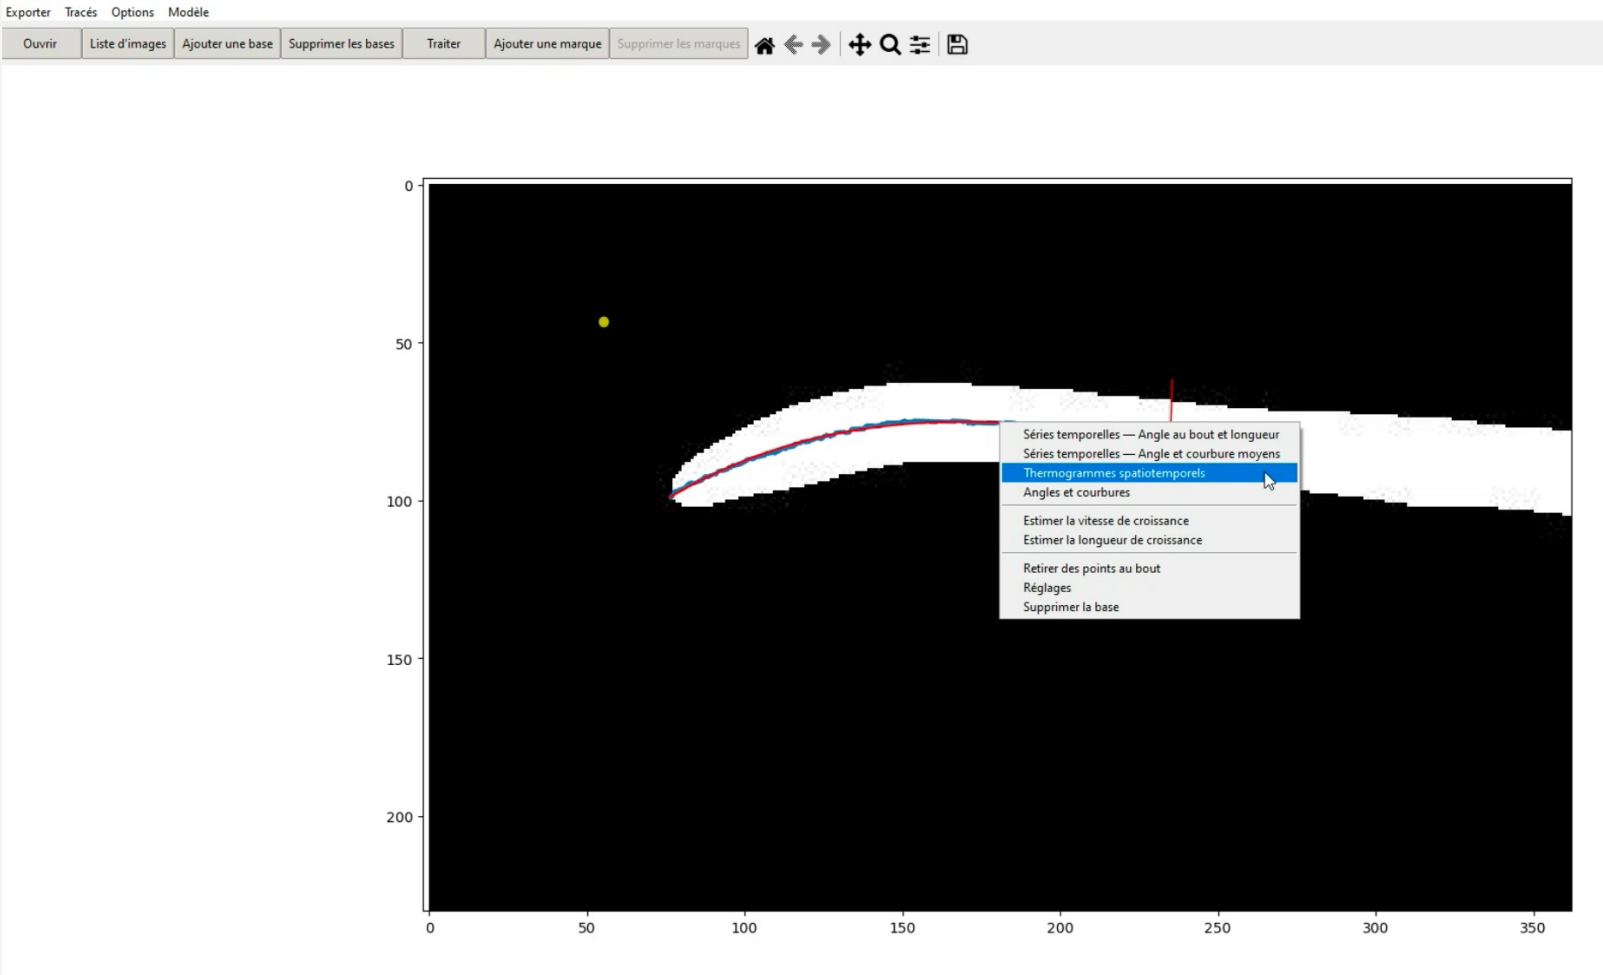 Exporter Tracés Options Modèle
Ouvrir Liste d'images Ajouter une base Supprimer les bases Traiter Ajouter une marque Supprimer les marques
0
50
100
150
200
Séries temporelles — Angle au bout et longueur
Séries temporelles — Angle et courbure moyens
Thermogrammes spatiotemporels
Angles et courbures
Estimer la vitesse de croissance
Estimer la longueur de croissance
Retirer des points au bout
Réglages
Supprimer la base
0 50 100 150 200 250 300 350